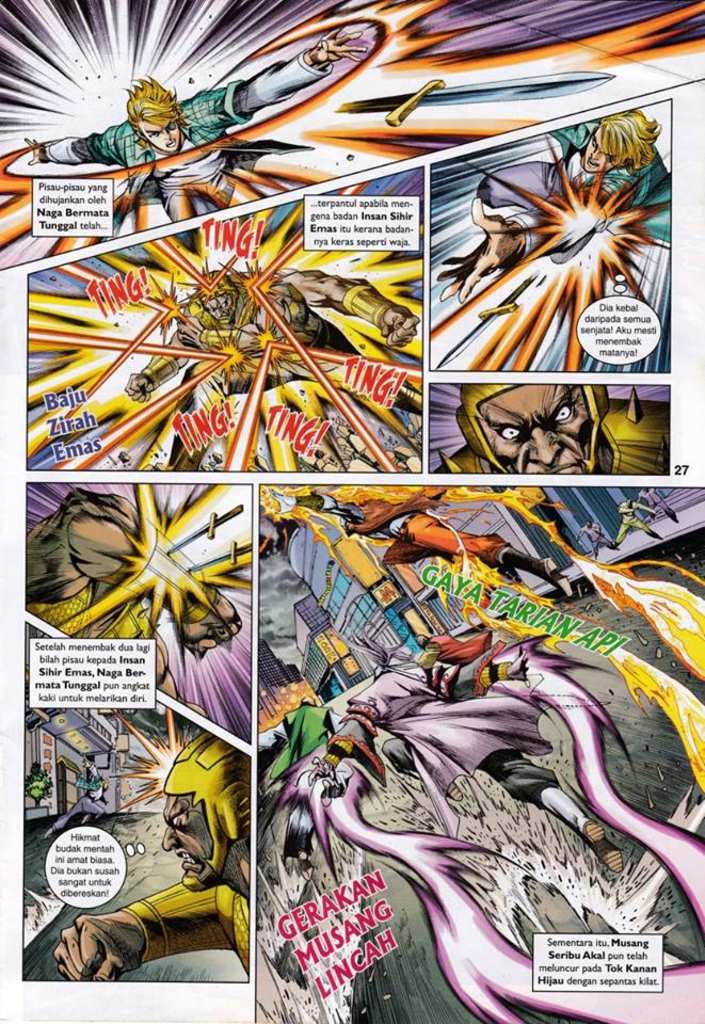 Pisau-pisau yang
dihujankan oleh
Naga Bermata
Tunggal telah...
...terpantul apabila men-
gena badan Insan Sihir
Emas itu kerana badan-
nya keras seperti waja.
TING!
TING!
TING!
TING!
TING!
TING!
Baju
Zirah
Emas
Dia kebal
daripada semua
senjata! Aku mesti
menembak
matanya!
27
Setelah menembak dua lagi
bilah pisau kepada Insan
Sihir Emas, Naga Ber-
mata Tunggal pun angkat
kaki untuk melarikan diri.
Hikmat
budak mentah
ini amat biasa.
Dia bukan susah
sangat untuk
dibereskan!
GAYA TARIAN API
GERAKAN
MUSANG
LINCAH
Sementara itu, Musang
Seribu Akal pun telah
meluncur pada Tok Kanan
Hijau dengan sepantas kilat.